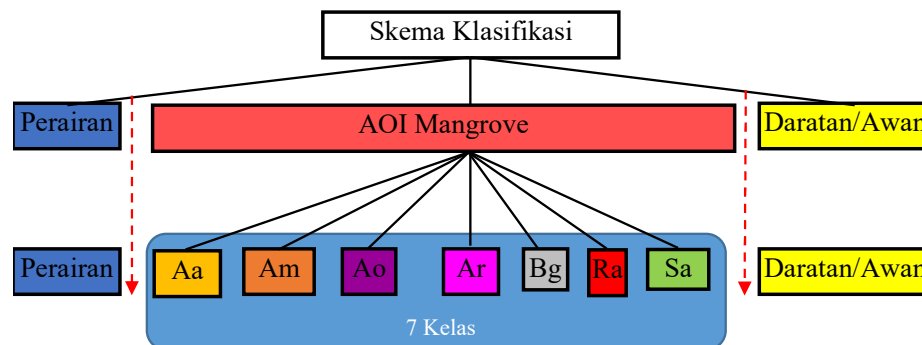 Skema Klasifikasi
Perairan
AOI Mangrove
Daratan/Awan
Perairan
Aa
Am
Ao
Ar
Bg
Ra
Sa
Daratan/Awan
7 Kelas